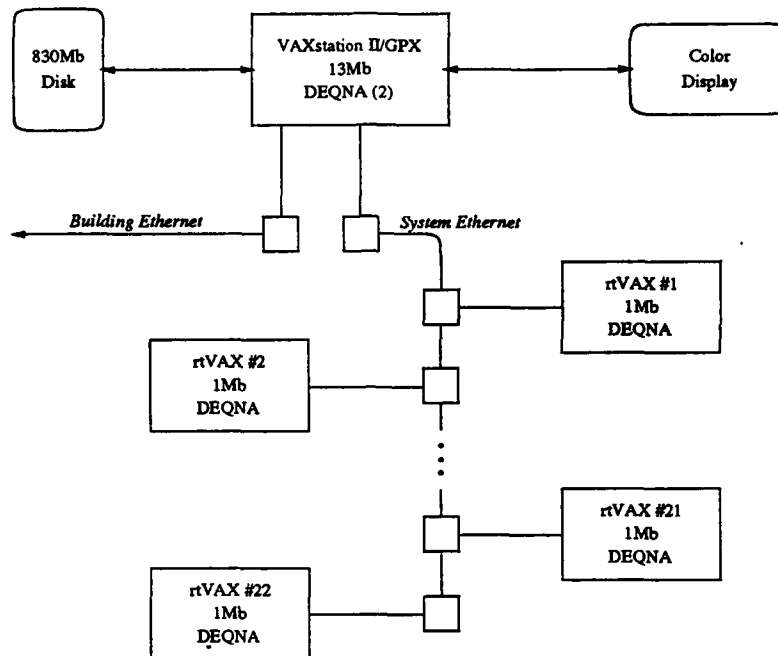 830Mb
Disk
VAXstation II/GPX
13Mb
DEQNA (2)
Color
Display
Building Ethernet
System Ethernet
rtVAX #1
1Mb
DEQNA
rtVAX #2
1Mb
DEQNA
rtVAX #21
1Mb
DEQNA
rtVAX #22
1Mb
DEQNA